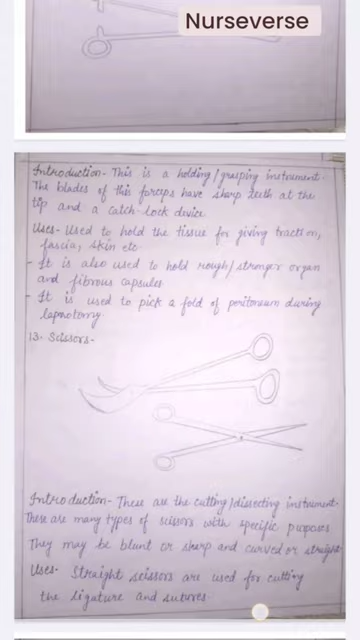 Nurseverse
Introduction- This is a holding/grasping instrument.
The blades of this forceps have sharp teeth at the
tip and a catch-lock device
Uses- Used to hold the tissue for giving traction,
fascia, skin etc
- It is also used to hold rough/stronger organ
and fibrous capsules.
- It is used to pick a fold of peritoneum during
lapnotomy
13- Scissors-
Introduction- These are the cutting/dissecting instrument.
There are many types of scissors with specific proposes
They may be blunt or sharp and curved or straight.
Uses- Straight scissors are used for cutting
the ligature and sutures.